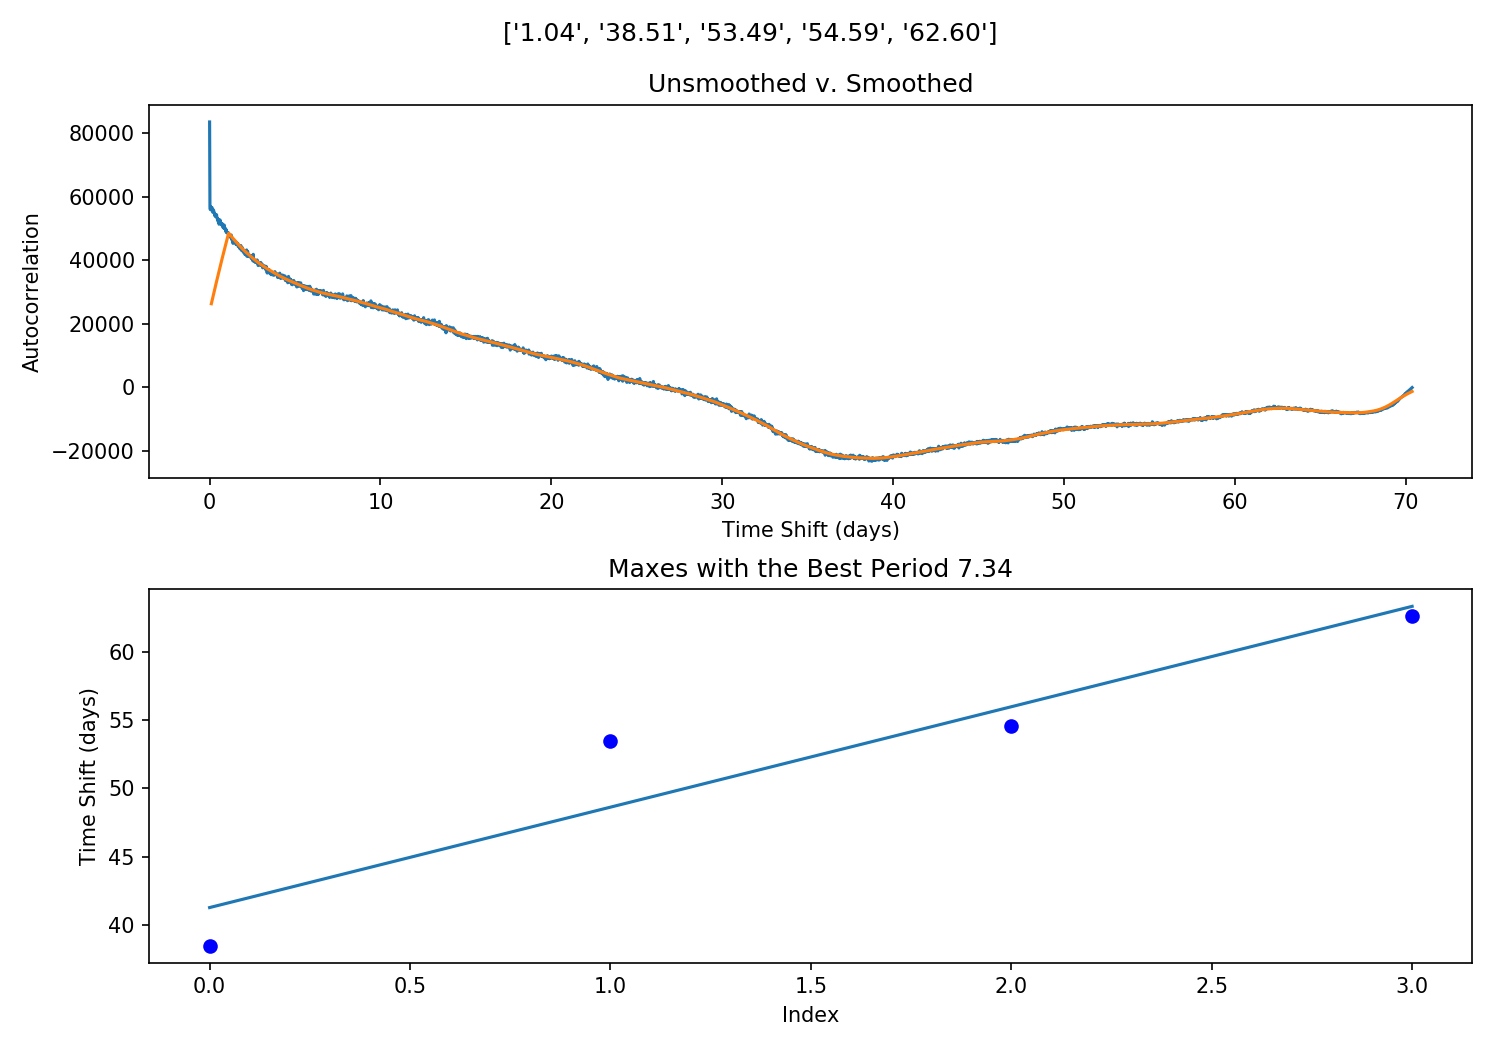 ['1.04', '38.51', '53.49', '54.59', '62.60']
Unsmoothed v. Smoothed
80000
60000
40000
20000
0
−20000
Autocorrelation
0 10 20 30 40 50 60 70
Time Shift (days)
Maxes with the Best Period 7.34
60
55
50
45
40
Time Shift (days)
0.0 0.5 1.0 1.5 2.0 2.5 3.0
Index